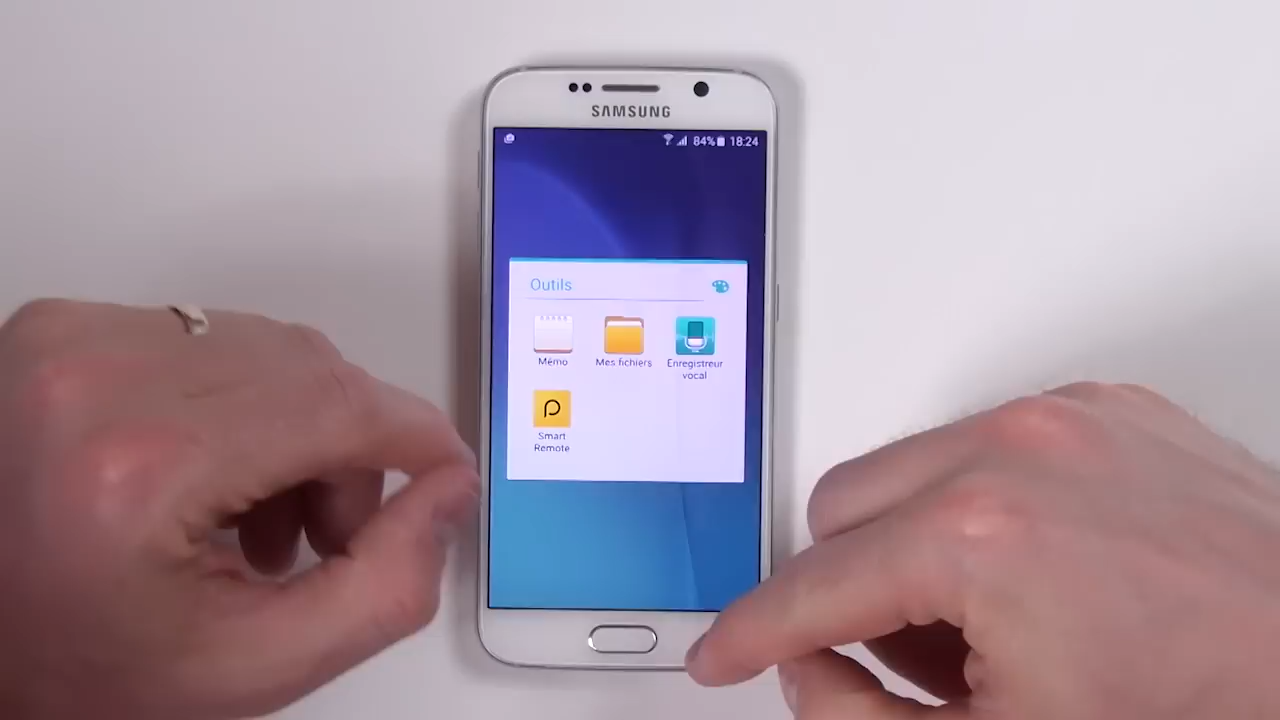 SAMSUNG
84% 18:24
Outils
Mémo
Mes fichiers
Enregistreur
vocal
Smart
Remote